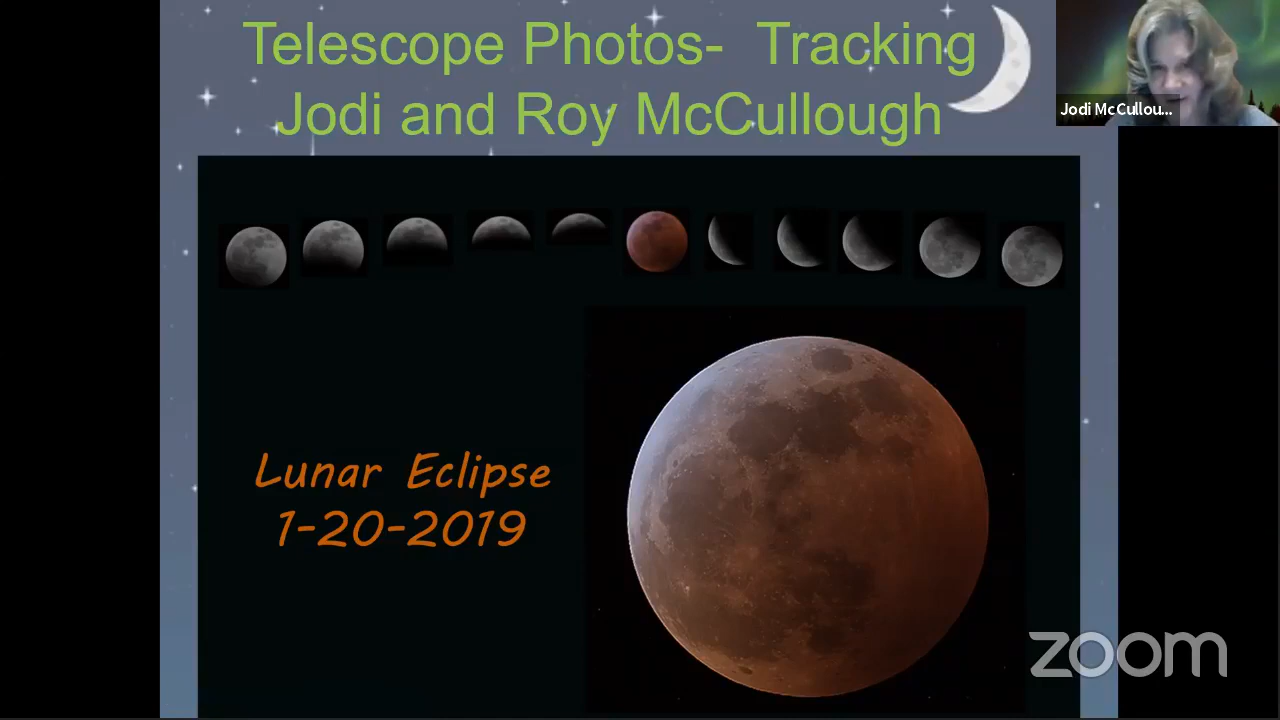 Telescope Photos- Tracking
Jodi and Roy McCullough
Jodi McCullou...
Lunar Eclipse
1-20-2019
zoom